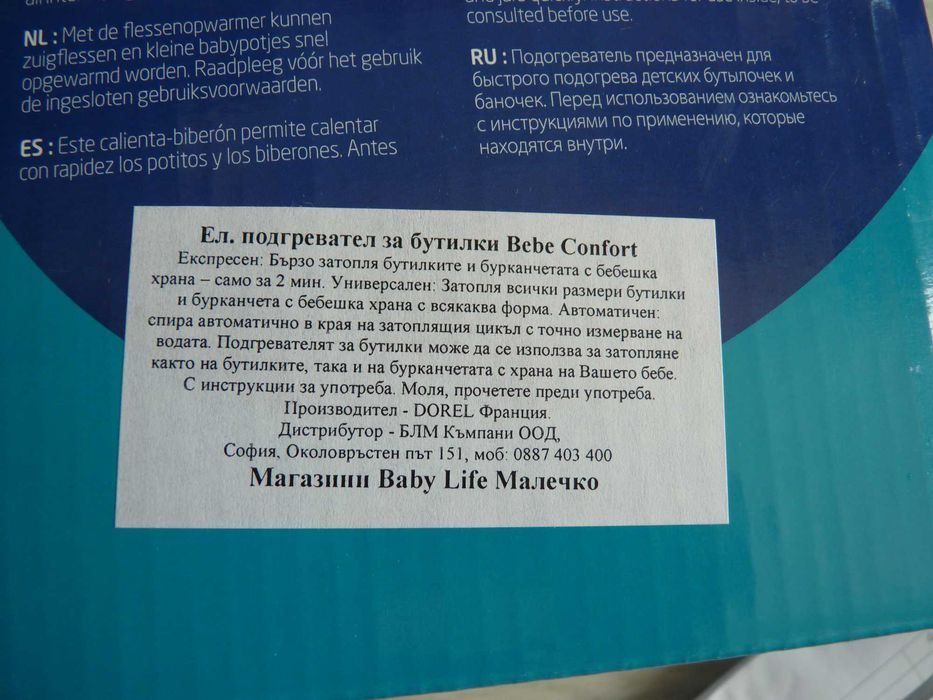 NL : Met de flessenopwarmer kunnen
zuigflessen en kleine babypotjes snel
opgewarmd worden. Raadpleeg vóór het gebruik
de ingesloten gebruiksvoorwaarden.
ES : Este calienta-biberón permite calentar
con rapidez los potitos y los biberones. Antes
consulted before use.
RU : Подогреватель предназначен для
быстрого подогрева детских бутылочек и
баночек. Перед использованием ознакомьтесь
с инструкциями по применению, которые
находятся внутри.
Ел. подгревател за бутилки Bebe Confort
Експресен: Бързо затопля бутилките и бурканчетата с бебешка
храна – само за 2 мин. Универсален: Затопля всички размери бутилки
и бурканчета с бебешка храна с всякаква форма. Автоматичен:
спира автоматично в края на затоплящия цикъл с точно измерване на
водата. Подгревателят за бутилки може да се използва за затопляне
както на бутилките, така и на бурканчетата с храна на Вашето бебе.
С инструкции за употреба. Моля, прочетете преди употреба.
Производител - DOREL Франция.
Дистрибутор - БЛМ Къмпани ООД,
София, Околовръстен път 151, моб: 0887 403 400
Магазини Baby Life Малечко